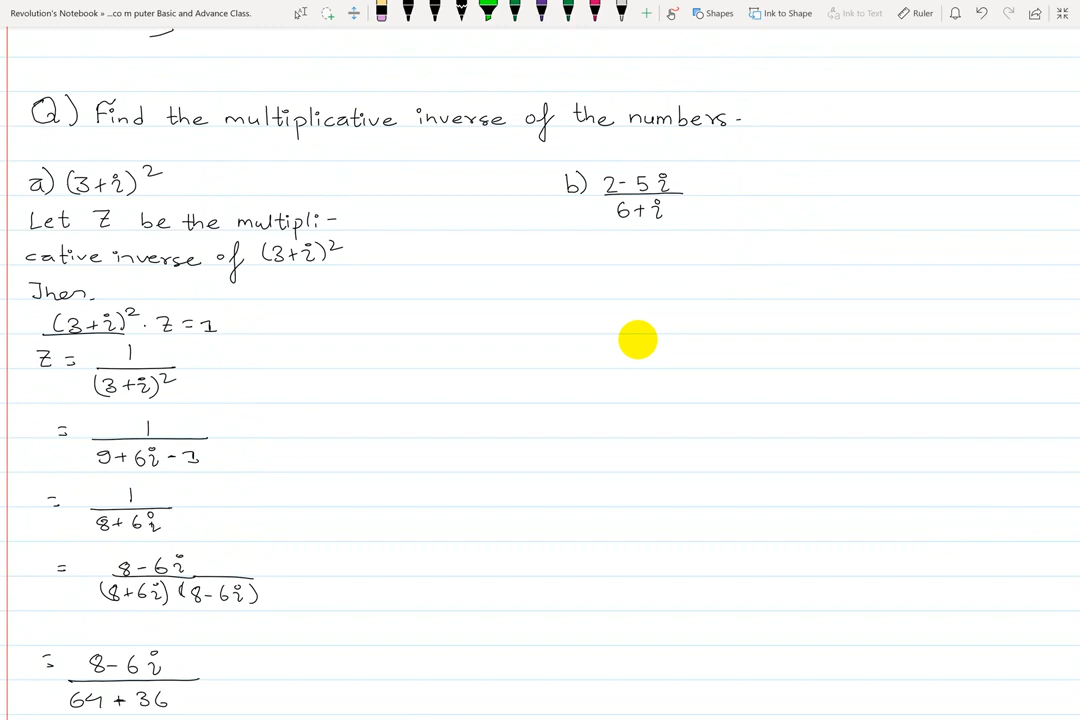 Revolution's Notebook » ...co m puter Basic and Advance Class.
Shapes
Ink to Shape
Ink to Text
Ruler
Q) Find the multiplicative inverse of the numbers-
a) (3+i)²
Let Z be the multipli-
cative inverse of (3+i)²
Then.
(3+i)² . Z = 1
Z = 1
(3+i)²
= 1
9+6i-1
= 1
8+6i
= 8-6i
(8+6i) (8-6i)
= 8-6i
64 + 36
b) 2-5i
6+i